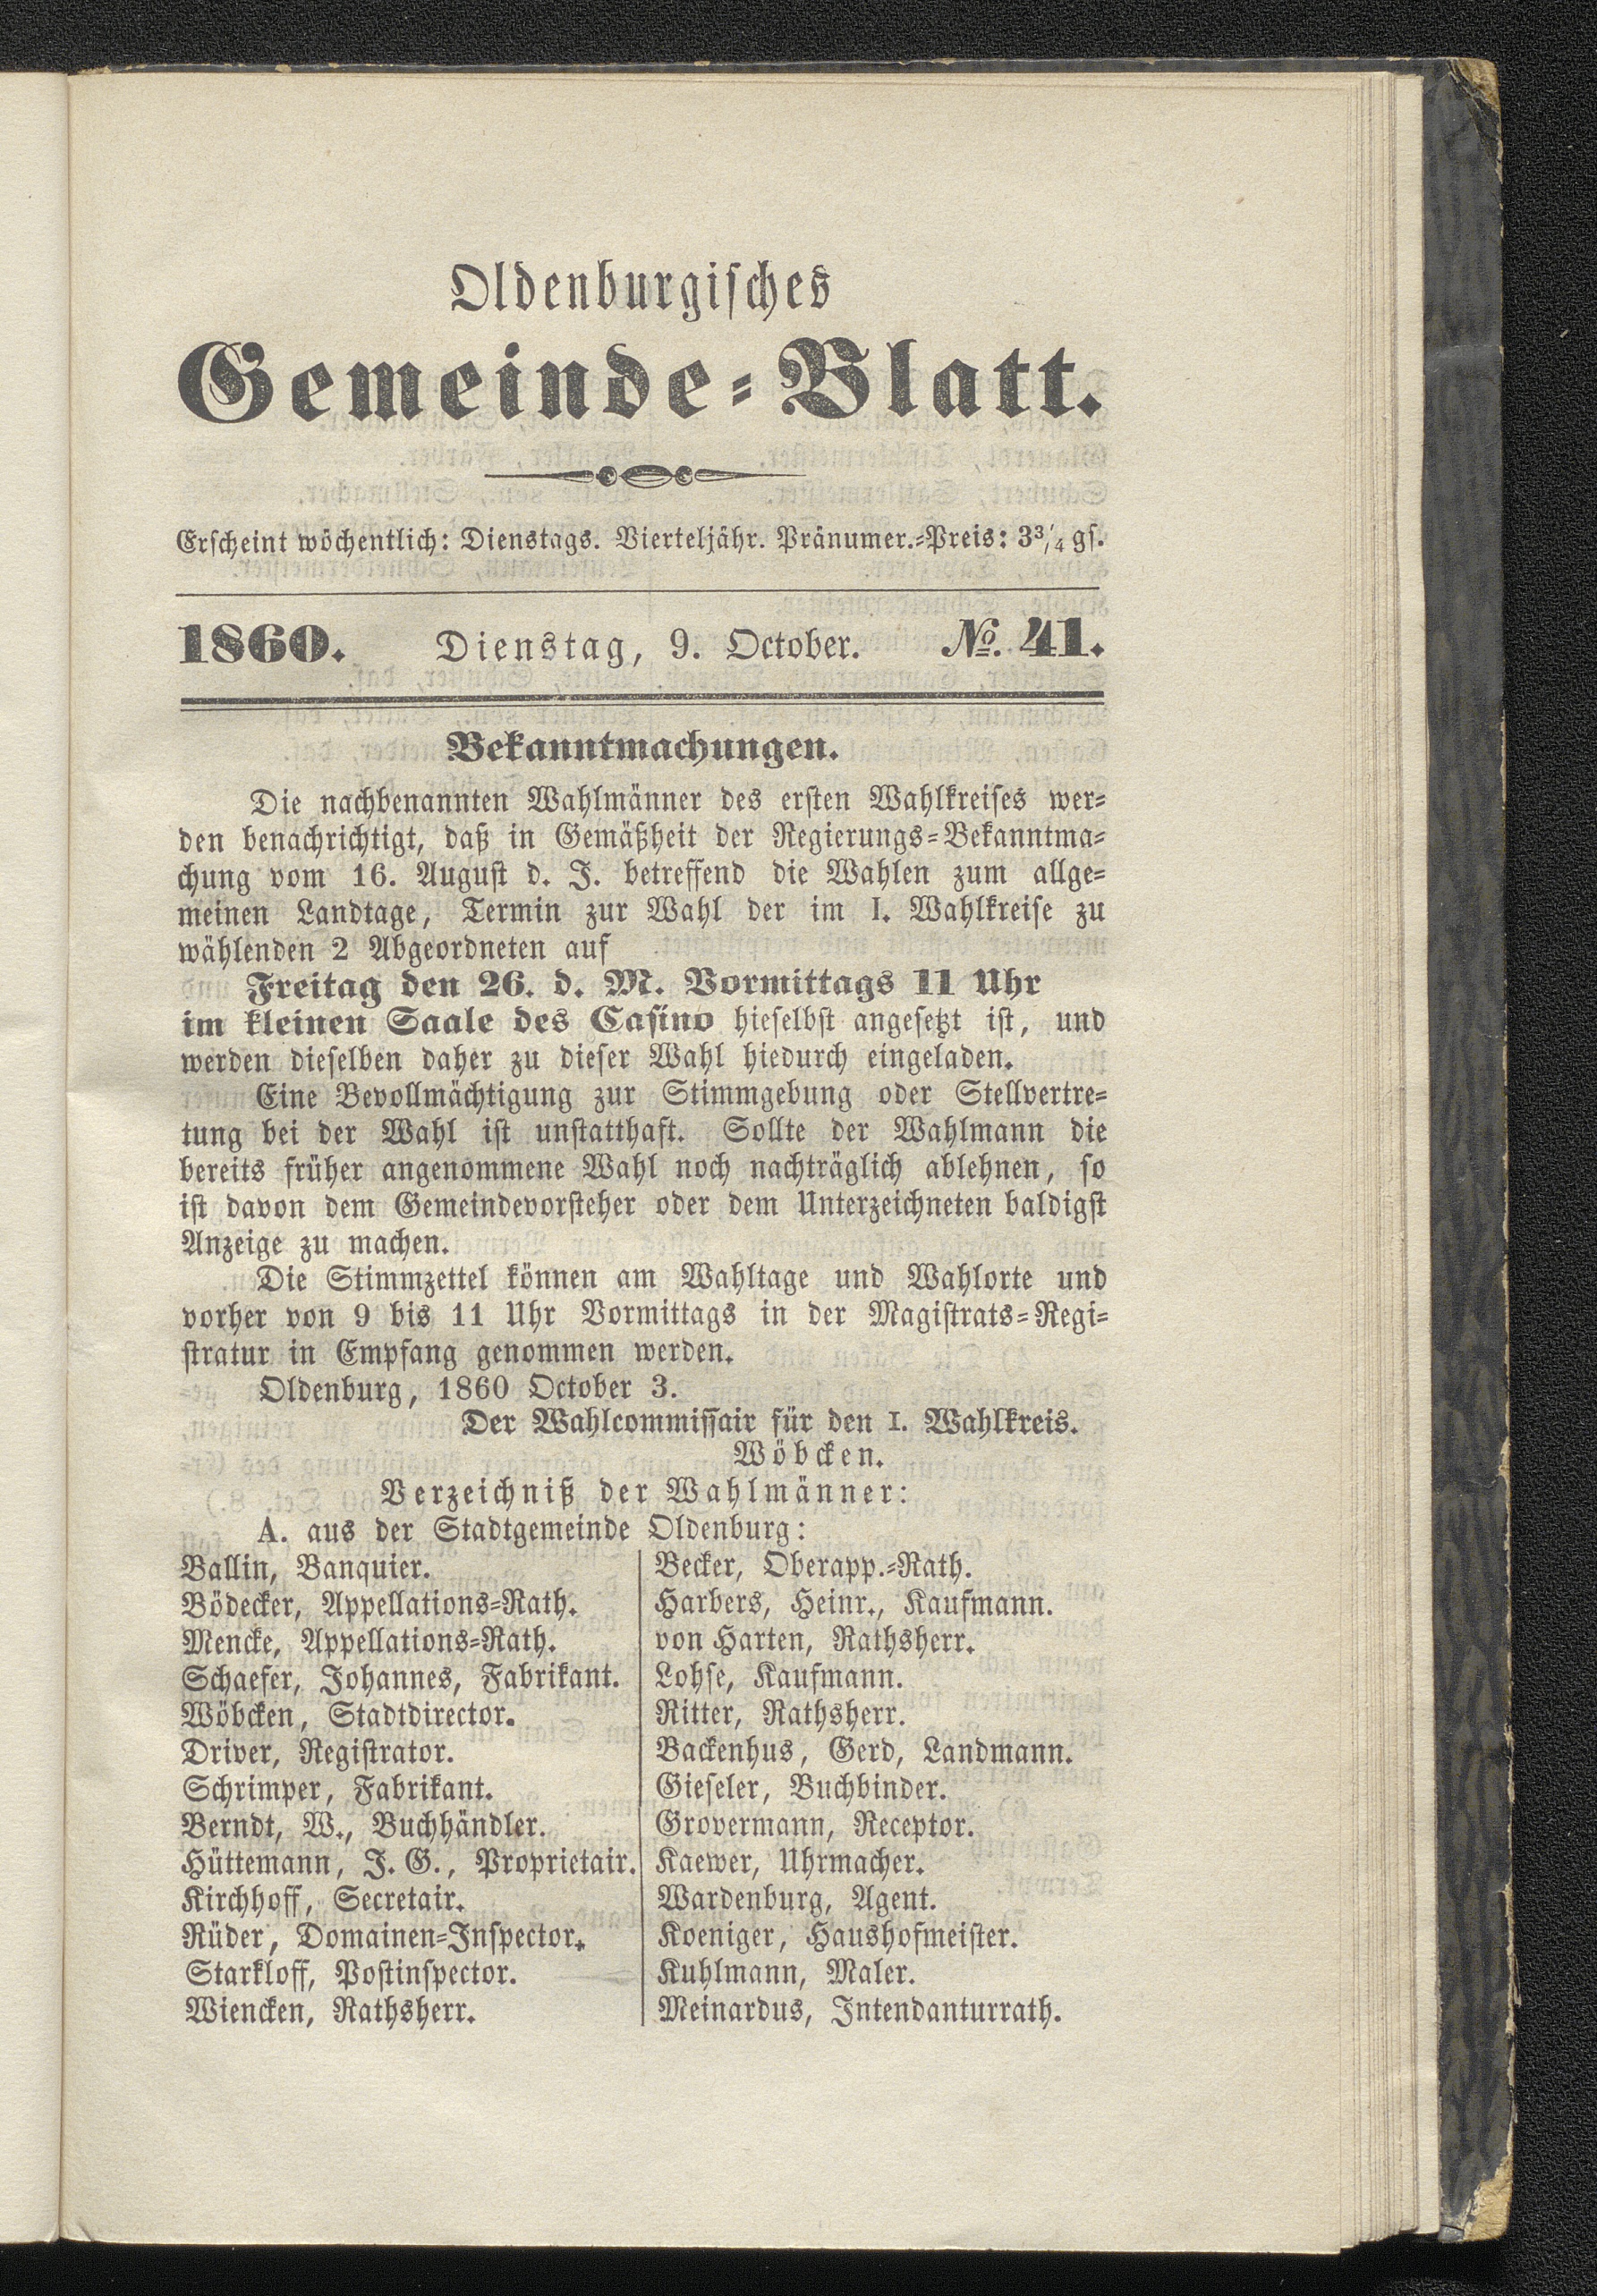 Oldenburgisches
Gemeinde-Blatt.
Erscheint wöchentlich: Dienstags. Vierteljähr. Pränumer.-Preis: 3 3/4 gs.
1860. Dienstag, 9. October. No. 41.
Bekanntmachungen.
Die nachbenannten Wahlmänner des ersten Wahlkreises wer-
den benachrichtigt, daß in Gemäßheit der Regierungs-Bekanntma-
chung vom 16. August d. J. betreffend die Wahlen zum allge-
meinen Landtage, Termin zur Wahl der im I. Wahlkreise zu
wählenden 2 Abgeordneten auf
Freitag den 26. d. M. Vormittags 11 Uhr
im kleinen Saale des Casino hieselbst angesetzt ist, und
werden dieselben daher zu dieser Wahl hiedurch eingeladen.
Eine Bevollmächtigung zur Stimmgebung oder Stellvertre-
tung bei der Wahl ist unstatthaft. Sollte der Wahlmann die
bereits früher angenommene Wahl noch nachträglich ablehnen, so
ist davon dem Gemeindevorsteher oder dem Unterzeichneten baldigst
Anzeige zu machen.
Die Stimmzettel können am Wahltage und Wahlorte und
vorher von 9 bis 11 Uhr Vormittags in der Magistrats-Regi-
stratur in Empfang genommen werden.
Oldenburg, 1860 October 3.
Der Wahlcommissair für den I. Wahlkreis.
Wöbcken.
Verzeichniß der Wahlmänner:
A. aus der Stadtgemeinde Oldenburg:
Ballin, Banquier.
Bödecker, Appellations-Rath.
Mencke, Appellations-Rath.
Schaefer, Johannes, Fabrikant.
Wöbcken, Stadtdirector.
Driver, Registrator.
Schrimper, Fabrikant.
Berndt, W., Buchhändler.
Hüttemann, J. G., Proprietair.
Kirchhoff, Secretair.
Rüder, Domainen-Inspector.
Starkloff, Postinspector.
Wiencken, Rathsherr.
Becker, Oberapp.-Rath.
Harbers, Heinr., Kaufmann.
von Harten, Rathsherr.
Lohse, Kaufmann.
Ritter, Rathsherr.
Backenhus, Gerd, Landmann.
Gieseler, Buchbinder.
Grovermann, Receptor.
Kaewer, Uhrmacher.
Wardenburg, Agent.
Koeniger, Haushofmeister.
Kuhlmann, Maler.
Meinardus, Intendanturrath.